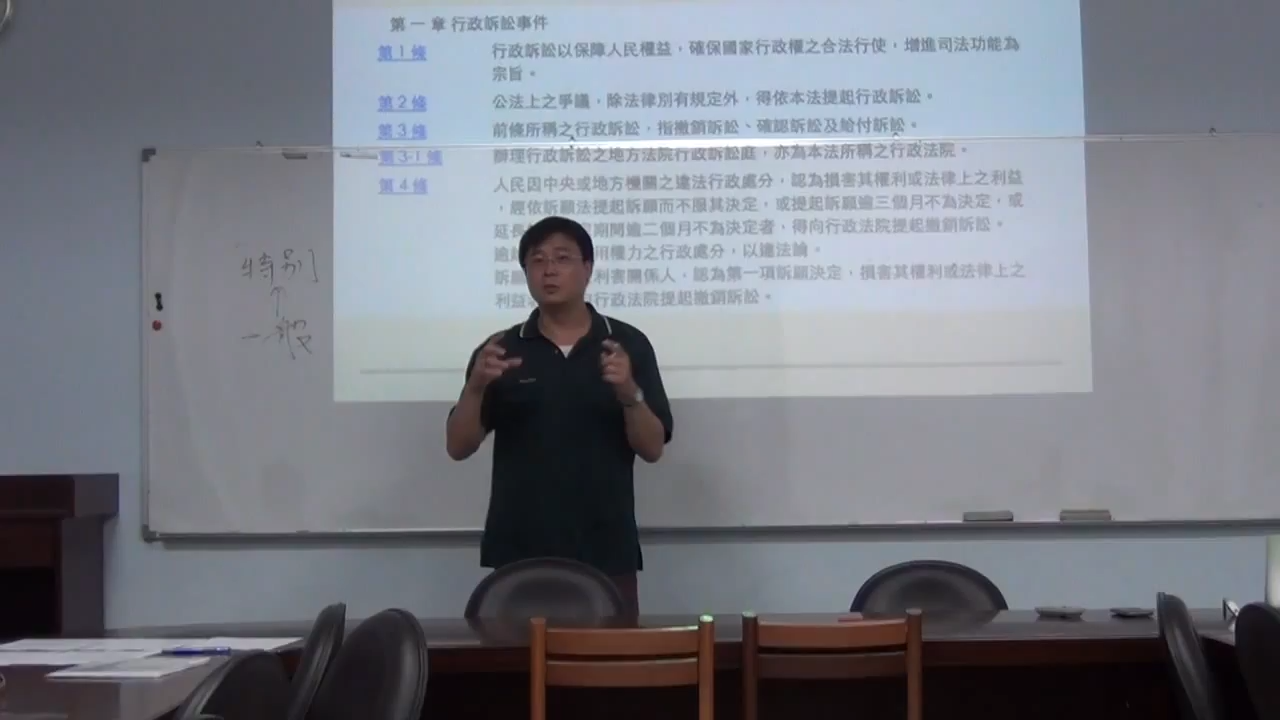 第 一 章 行政訴訟事件
第 1 條 行政訴訟以保障人民權益，確保國家行政權之合法行使，增進司法功能為
宗旨。
第 2 條 公法上之爭議，除法律別有規定外，得依本法提起行政訴訟。
第 3 條 前條所稱之行政訴訟，指撤銷訴訟、確認訴訟及給付訴訟。
第 3-1 條 辦理行政訴訟之地方法院行政訴訟庭，亦為本法所稱之行政法院。
第 4 條 人民因中央或地方機關之違法行政處分，認為損害其權利或法律上之利益
，經依訴願法提起訴願而不服其決定，或提起訴願逾三個月不為決定，或
延長 期間逾二個月不為決定者，得向行政法院提起撤銷訴訟。
逾 用權力之行政處分，以違法論。
訴願 利害關係人，認為第一項訴願決定，損害其權利或法律上之
利益 行政法院提起撤銷訴訟。
特別
↑
一般